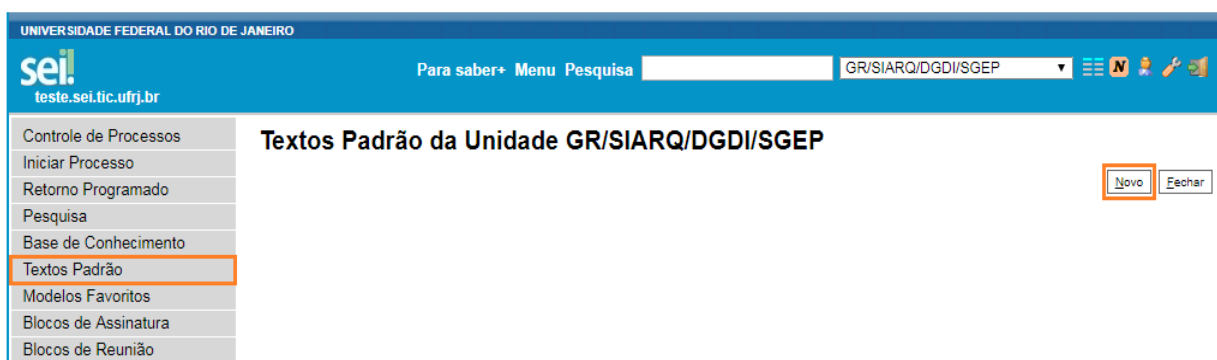 UNIVERSIDADE FEDERAL DO RIO DE JANEIRO
sei!
teste.sei.tic.ufrj.br
Para saber+ Menu Pesquisa GR/SIARQ/DGDI/SGEP N
Controle de Processos
Iniciar Processo
Retorno Programado
Pesquisa
Base de Conhecimento
Textos Padrão
Modelos Favoritos
Blocos de Assinatura
Blocos de Reunião
Textos Padrão da Unidade GR/SIARQ/DGDI/SGEP
Novo Fechar